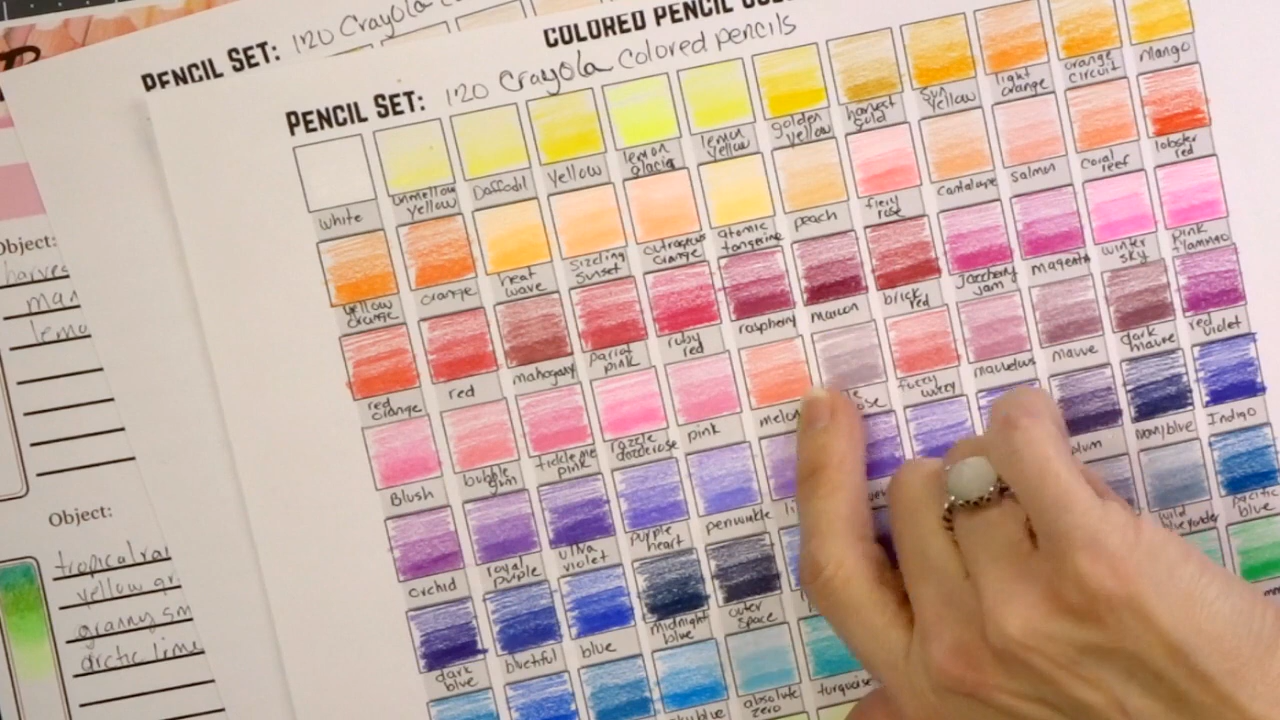 120 Crayola
PENCIL SET:
COLORED PENCIL
PENCIL SET: 120 Crayola colored pencils
white
unmellow yellow
Daffodil
yellow
lemon glacier
lemon yellow
golden yellow
harvest gold
sun yellow
light orange
orange circuit
mango
yellow orange
orange
heat wave
sizzling sunset
outrageous orange
atomic tangerine
peach
fiery rose
cantalope
salmon
coral reef
lobster red
red orange
red
mahogany
parrot pink
ruby red
raspberry
maroon
brick red
Jazzberry jam
magenta
winter sky
pink flamingo
Blush
bubble gum
tickle me pink
razzle dazzle rose
pink
melon
fuzzy wuzzy
mauvelous
mauve
dark mauve
red violet
orchid
royal purple
ultra violet
purple heart
periwinkle
plum
navy blue
Indigo
dark blue
bluetiful
blue
midnight blue
outer space
wild blue yonder
pacific blue
absolute zero
turquoise
Object:
Object:
yellow
granny
arctic lime